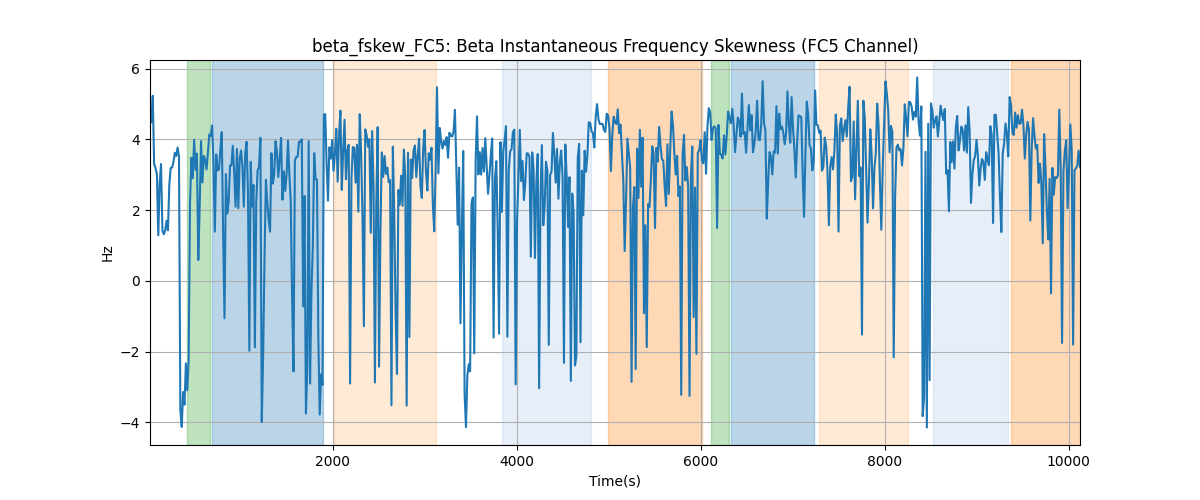 beta_fskew_FC5: Beta Instantaneous Frequency Skewness (FC5 Channel)
6
4
2
0
−2
−4
Hz
2000 4000 6000 8000 10000
Time(s)